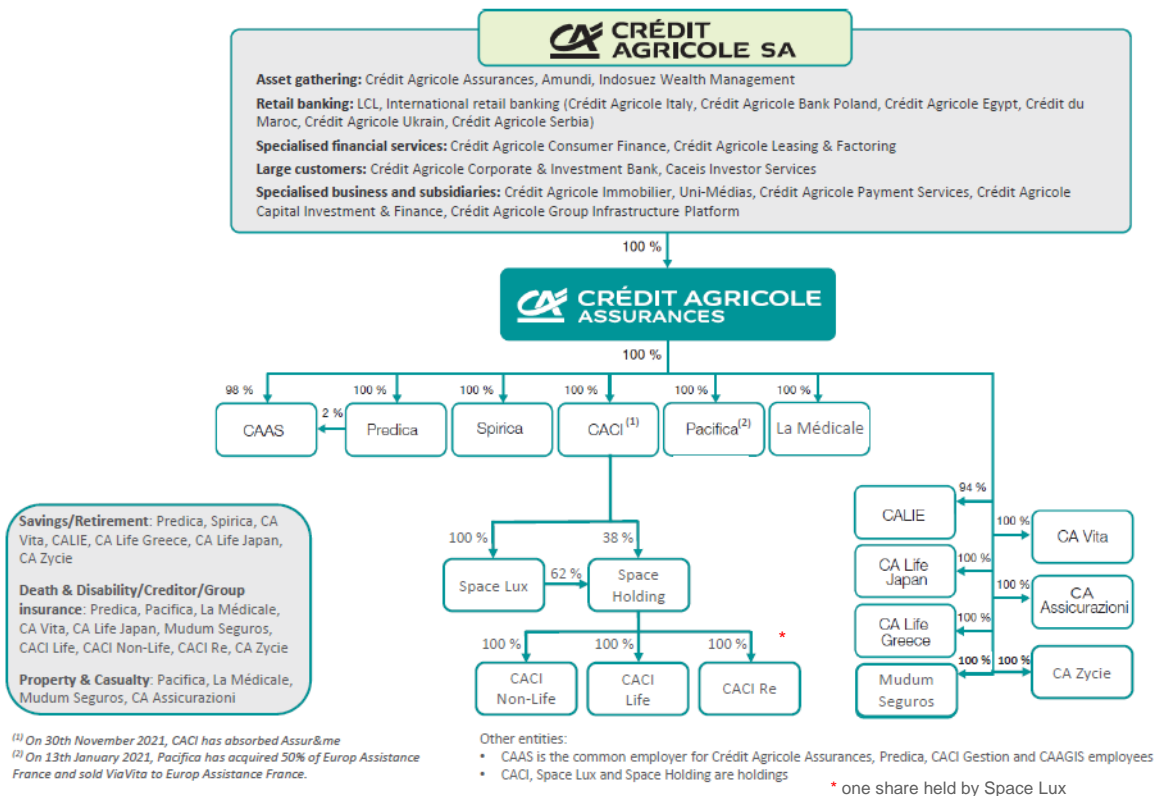 CRÉDIT
AGRICOLE SA
Asset gathering: Crédit Agricole Assurances, Amundi, Indosuez Wealth Management
Retail banking: LCL, International retail banking (Crédit Agricole Italy, Crédit Agricole Bank Poland, Crédit Agricole Egypt, Crédit du
Maroc, Crédit Agricole Ukrain, Crédit Agricole Serbia)
Specialised financial services: Crédit Agricole Consumer Finance, Crédit Agricole Leasing & Factoring
Large customers: Crédit Agricole Corporate & Investment Bank, Caceis Investor Services
Specialised business and subsidiaries: Crédit Agricole Immobilier, Uni-Médias, Crédit Agricole Payment Services, Crédit Agricole
Capital Investment & Finance, Crédit Agricole Group Infrastructure Platform
100 %
CRÉDIT AGRICOLE
ASSURANCES
100 %
98 %
100 %
100 %
100 %
100 %
100 %
CAAS
2 %
Predica
Spirica
CACI (1)
Pacifica(2)
La Médicale
94 %
CALIE
100 %
CA Vita
100 %
CA Life
Japan
100 %
CA
Assicurazioni
100 %
CA Life
Greece
100 %
100 %
Mudum
Seguros
CA Zycie
100 %
38 %
Space Lux
62 %
Space
Holding
100 %
100 %
100 %
*
CACI
Non-Life
CACI
Life
CACI Re
Savings/Retirement: Predica, Spirica, CA
Vita, CALIE, CA Life Greece, CA Life Japan,
CA Zycie
Death & Disability/Creditor/Group
insurance: Predica, Pacifica, La Médicale,
CA Vita, CA Life Japan, Mudum Seguros,
CACI Life, CACI Non-Life, CACI Re, CA Zycie
Property & Casualty: Pacifica, La Médicale,
Mudum Seguros, CA Assicurazioni
(1) On 30th November 2021, CACI has absorbed Assur&me
(2) On 13th January 2021, Pacifica has acquired 50% of Europ Assistance
France and sold ViaVita to Europ Assistance France.
Other entities:
• CAAS is the common employer for Crédit Agricole Assurances, Predica, CACI Gestion and CAAGIS employees
• CACI, Space Lux and Space Holding are holdings
* one share held by Space Lux